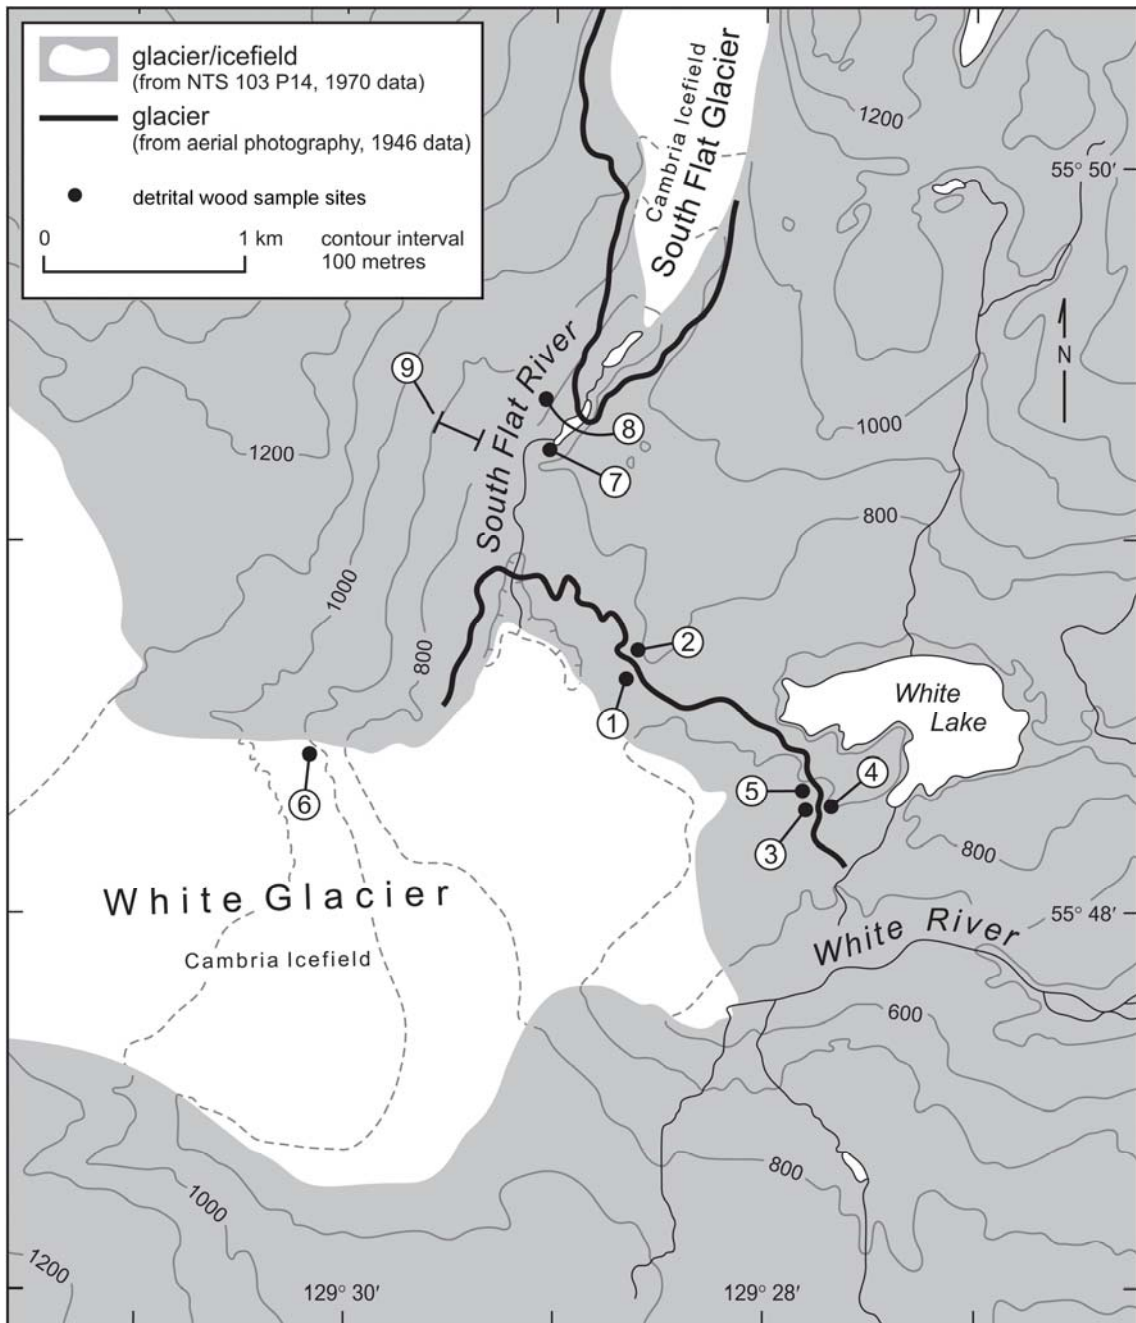 glacier/icefield
(from NTS 103 P14, 1970 data)
glacier
(from aerial photography, 1946 data)
detrital wood sample sites
0 1 km contour interval
100 metres
Cambria Icefield
South Flat Glacier
1200
55° 50′
N
South Flat River
9
8
7
1200
1000
800
1000
800
2
1
White
Lake
6
5
4
3
800
White Glacier
Cambria Icefield
55° 48′
White River
600
800
1000
1200
129° 30′
129° 28′